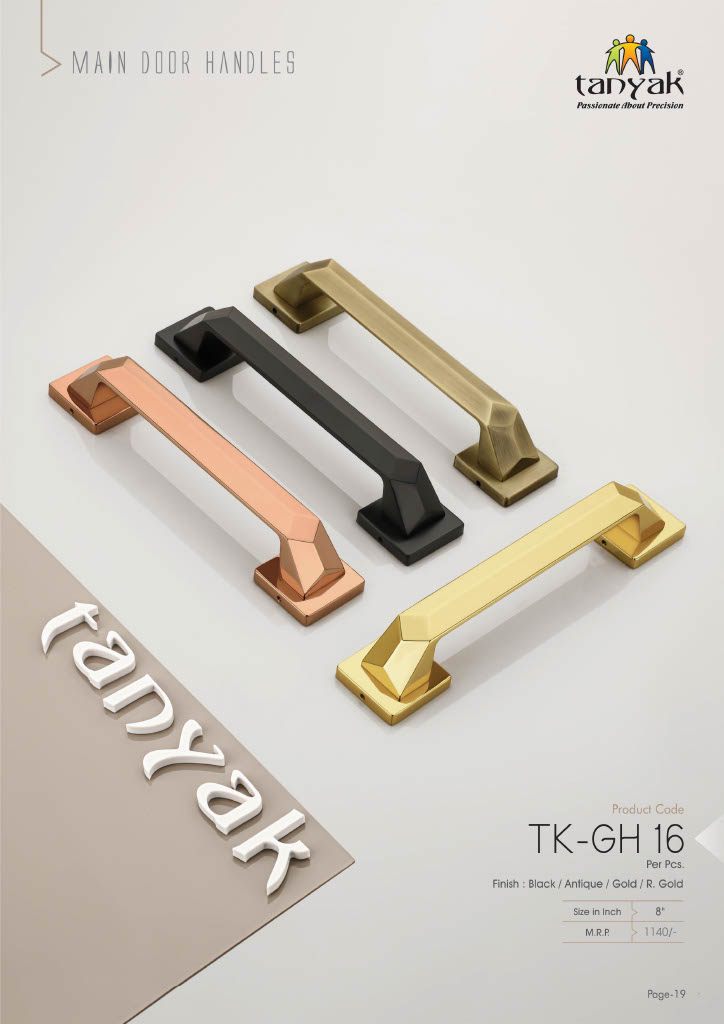 MAIN DOOR HANDLES
tanyak®
Passionate About Precision
tanyak
Product Code
TK-GH 16
Per Pcs.
Finish : Black / Antique / Gold / R. Gold
Size in Inch 8"
M.R.P. 1140/-
Page-19